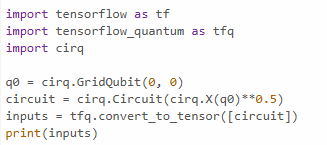 import tensorflow as tf
import tensorflow_quantum as tfq
import cirq
q0 = cirq.GridQubit(0, 0)
circuit = cirq.Circuit(cirq.X(q0)**0.5)
inputs = tfq.convert_to_tensor([circuit])
print(inputs)